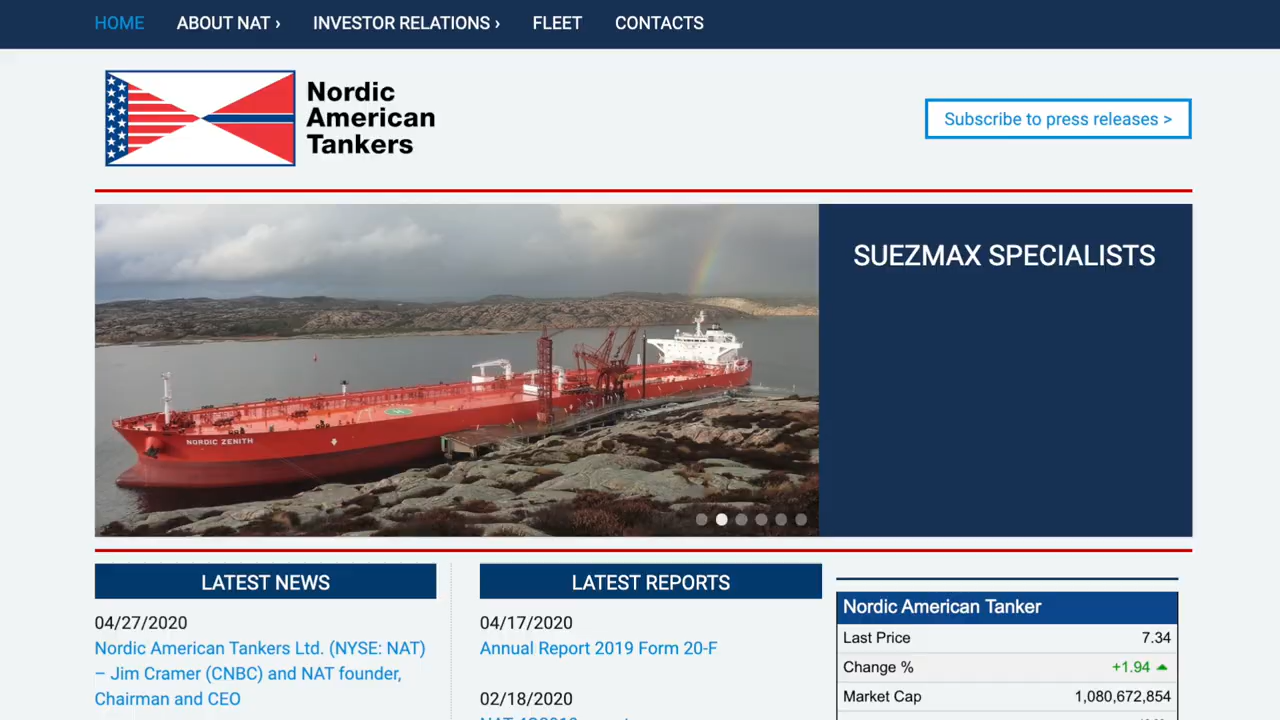 HOME ABOUT NAT › INVESTOR RELATIONS › FLEET CONTACTS
Nordic
American
Tankers
Subscribe to press releases >
SUEZMAX SPECIALISTS
NORDIC ZENITH
LATEST NEWS
04/27/2020
Nordic American Tankers Ltd. (NYSE: NAT)
– Jim Cramer (CNBC) and NAT founder,
Chairman and CEO
LATEST REPORTS
04/17/2020
Annual Report 2019 Form 20-F
02/18/2020
Nordic American Tanker
Last Price 7.34
Change % +1.94
Market Cap 1,080,672,854